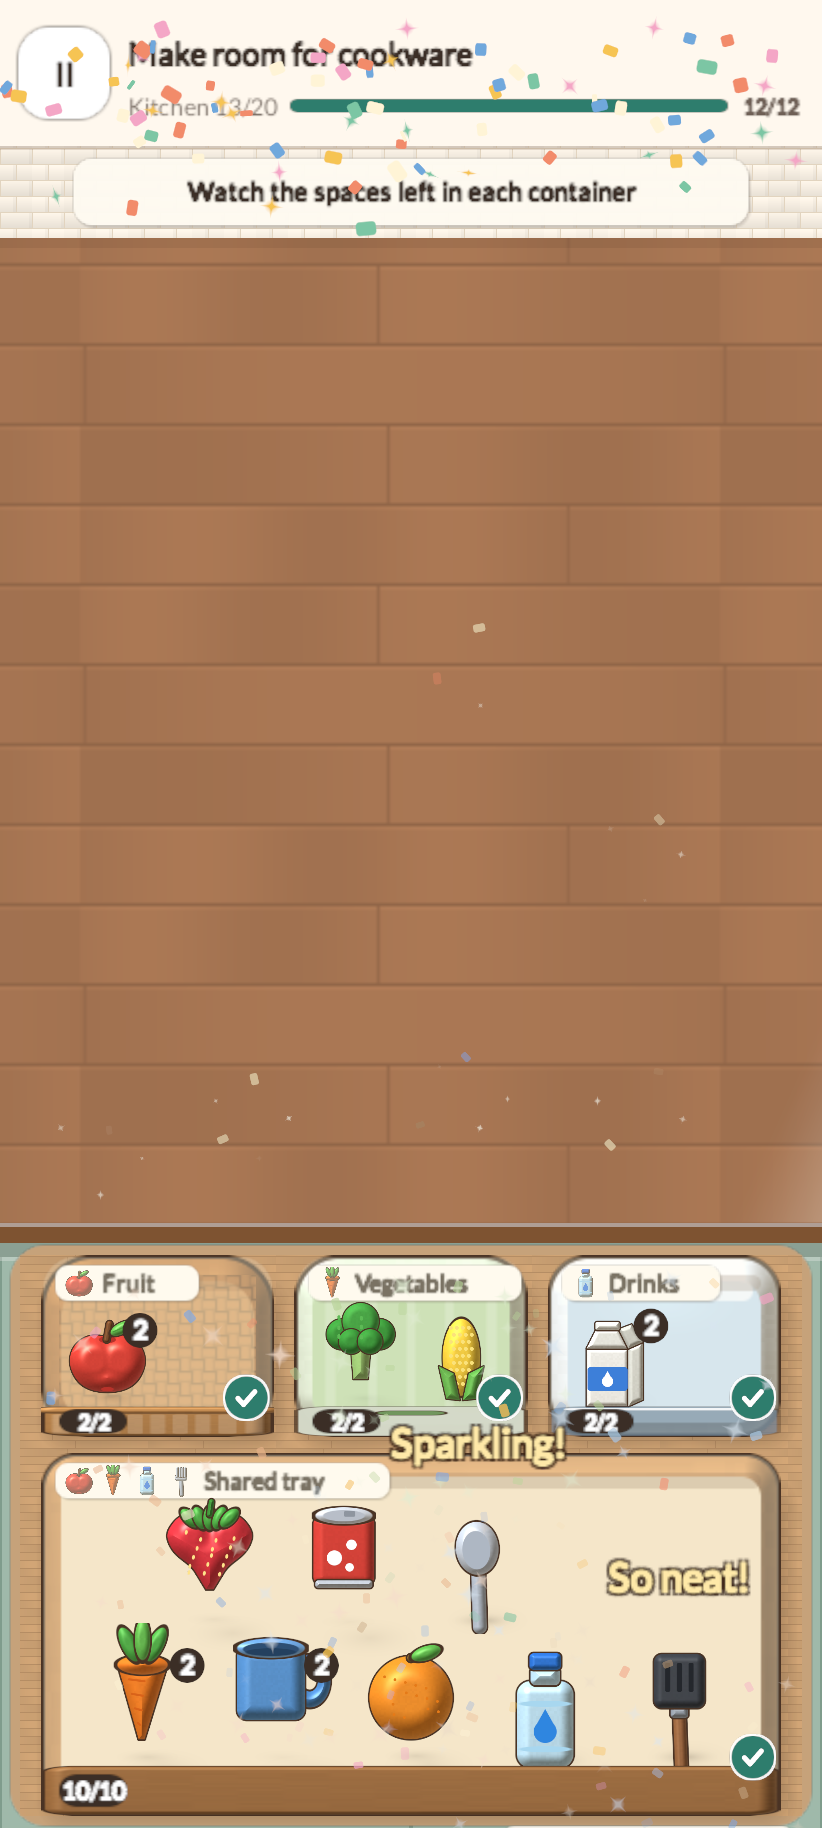 Make room for cookware
Kitchen 13/20
12/12
Watch the spaces left in each container
Fruit
Vegetables
Drinks
2
2
2/2
2/2
2/2
Sparkling!
Shared tray
So neat!
2
2
10/10